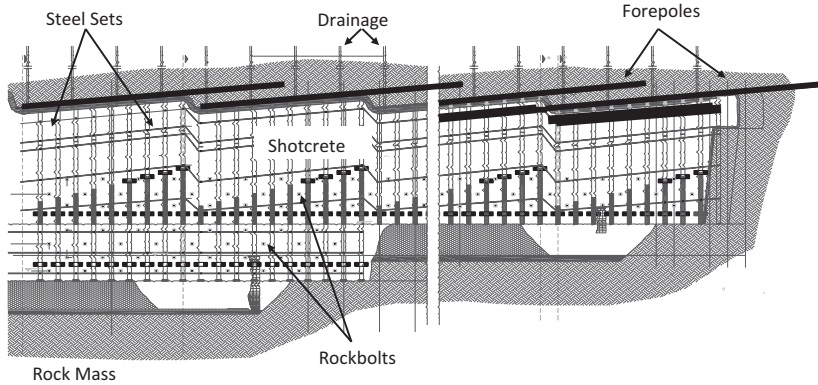 Steel Sets
Drainage
Forepoles
Shotcrete
Rockbolts
Rock Mass